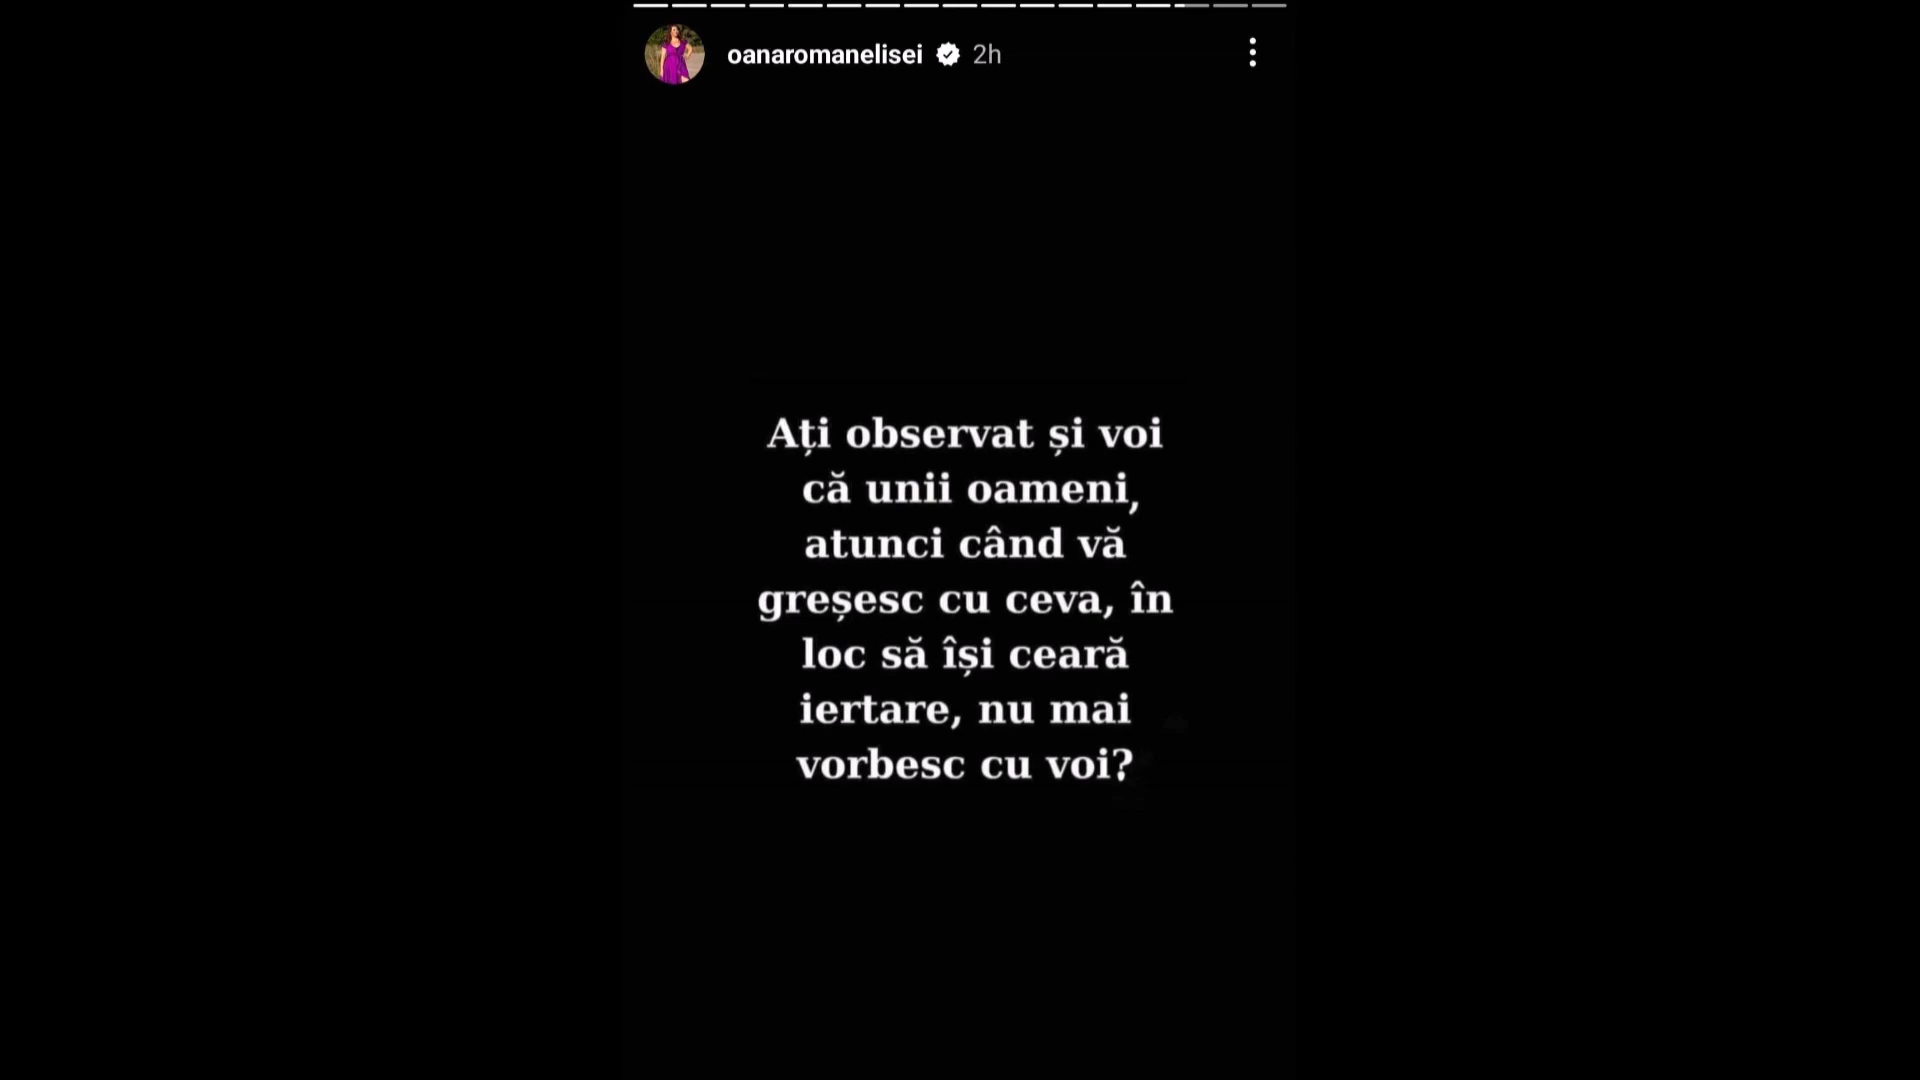 oanaromanelisei 2h
Ați observat și voi
că unii oameni,
atunci când vă
greșesc cu ceva, în
loc să își ceară
iertare, nu mai
vorbesc cu voi?